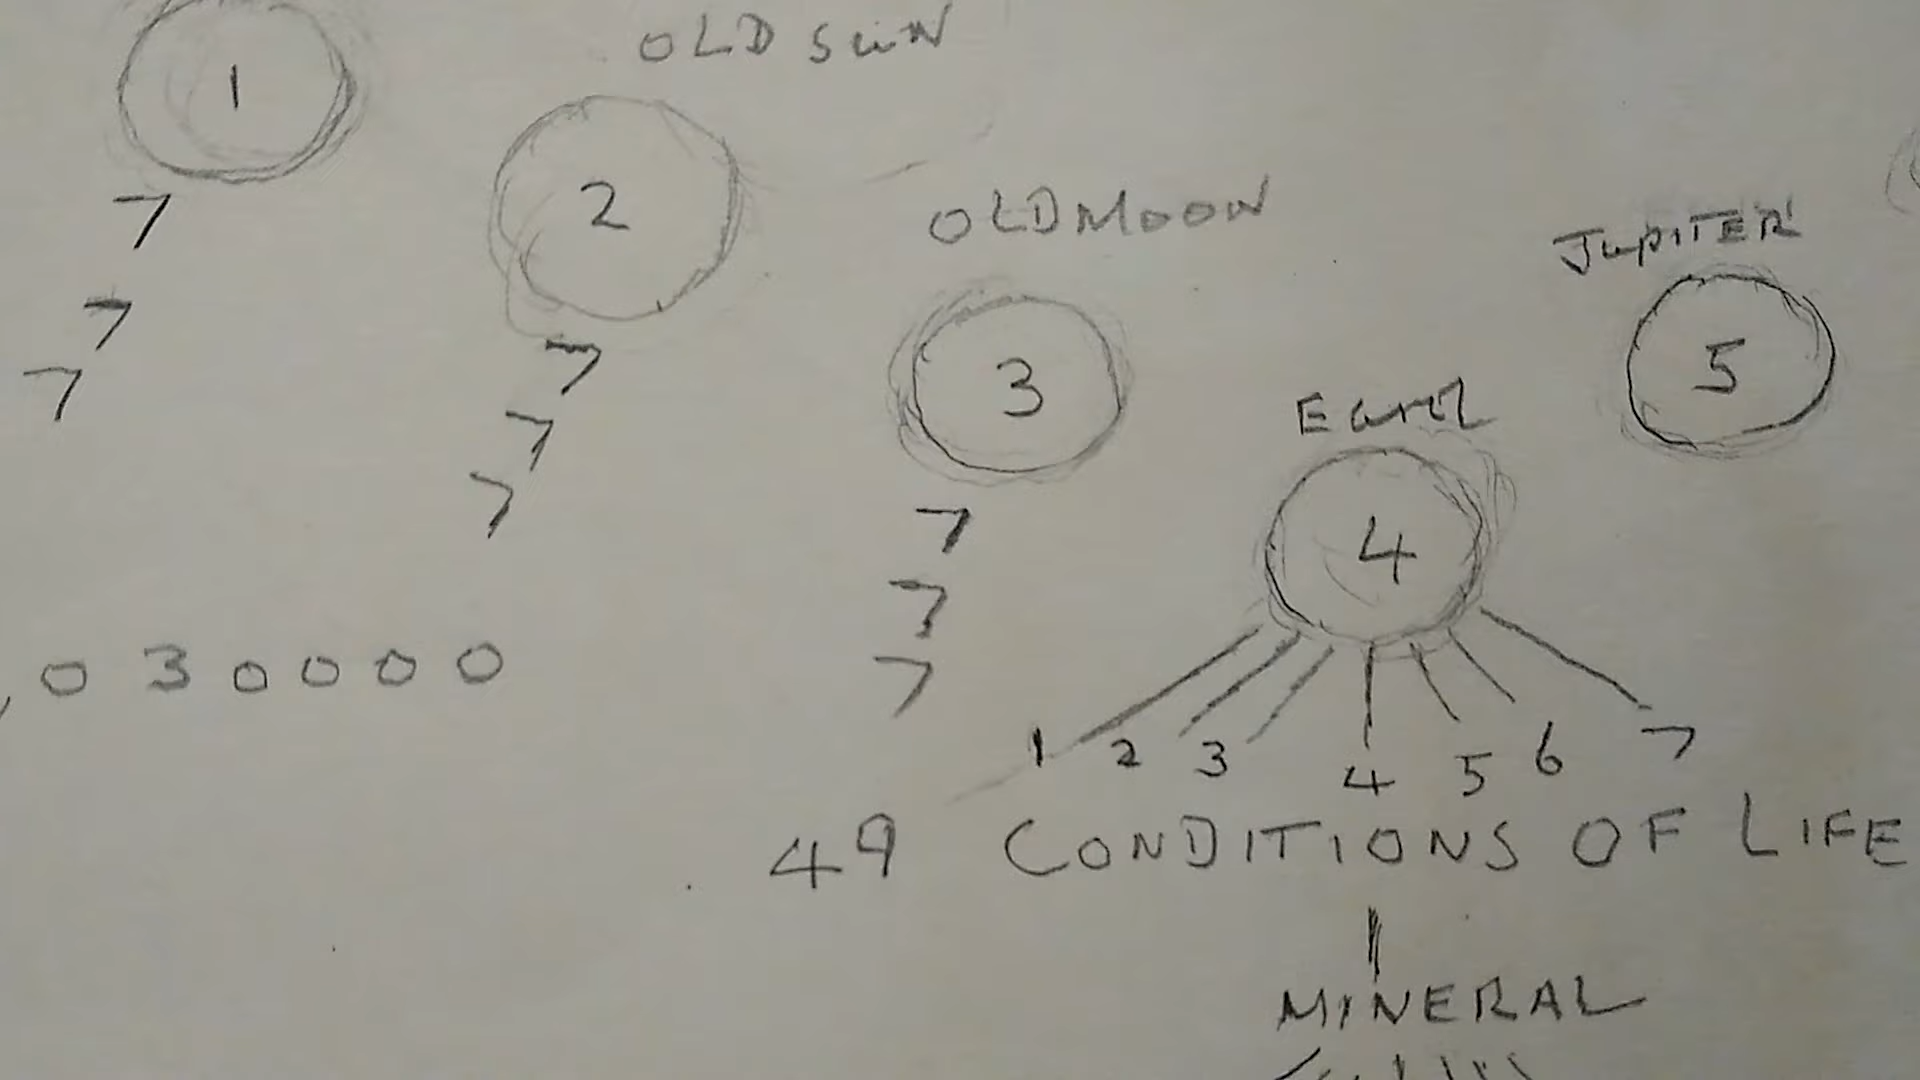 1
OLD SUN
2
OLD MOON
3
JUPITER
5
Earth
4
7
7
7
7
7
7
7
7
7
,030000
1 2 3 4 5 6 7
49 CONDITIONS OF LIFE
MINERAL